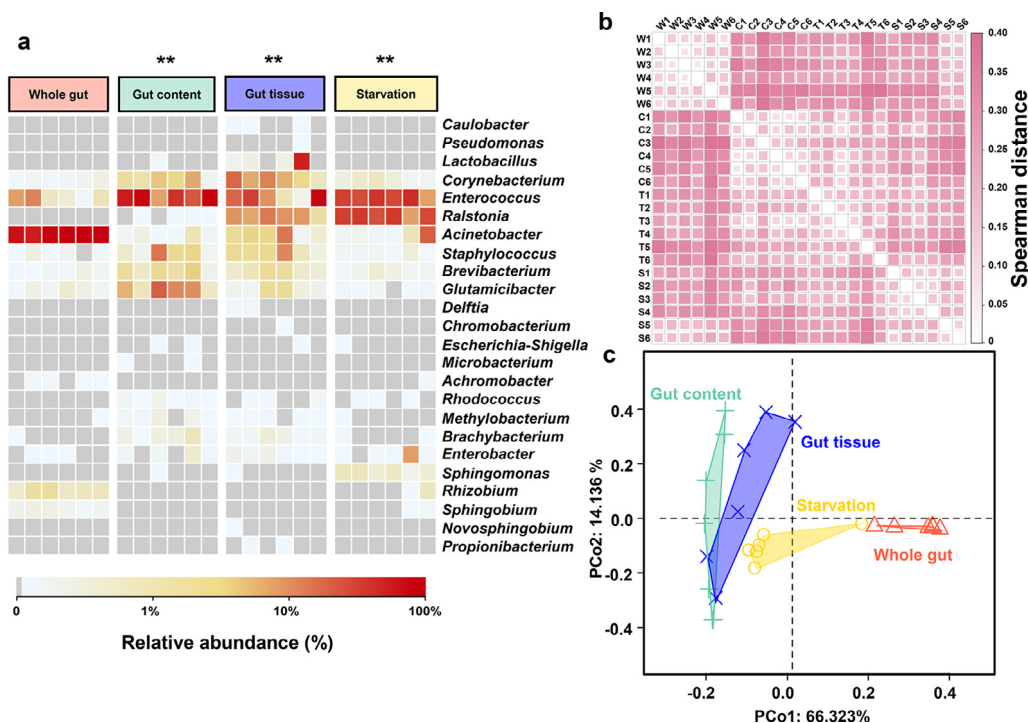 a
** ** **
Whole gut Gut content Gut tissue Starvation
Caulobacter
Pseudomonas
Lactobacillus
Corynebacterium
Enterococcus
Ralstonia
Acinetobacter
Staphylococcus
Brevibacterium
Glutamicibacter
Delftia
Chromobacterium
Escherichia-Shigella
Microbacterium
Achromobacter
Rhodococcus
Methylobacterium
Brachybacterium
Enterobacter
Sphingomonas
Rhizobium
Sphingobium
Novosphingobium
Propionibacterium
0 1% 10% 100%
Relative abundance (%)
b
W1 W2 W3 W4 W5 W6 C1 C2 C3 C4 C5 C6 T1 T2 T3 T4 T5 T6 S1 S2 S3 S4 S5 S6
W1
W2
W3
W4
W5
W6
C1
C2
C3
C4
C5
C6
T1
T2
T3
T4
T5
T6
S1
S2
S3
S4
S5
S6
0.40
0.30
0.20
0.15
0.10
0.05
0
Spearman distance
c
Gut content
Gut tissue
Starvation
Whole gut
0.4
0.2
0.0
-0.2
-0.4
PCo2: 14.136 %
-0.2 0.0 0.2 0.4
PCo1: 66.323%